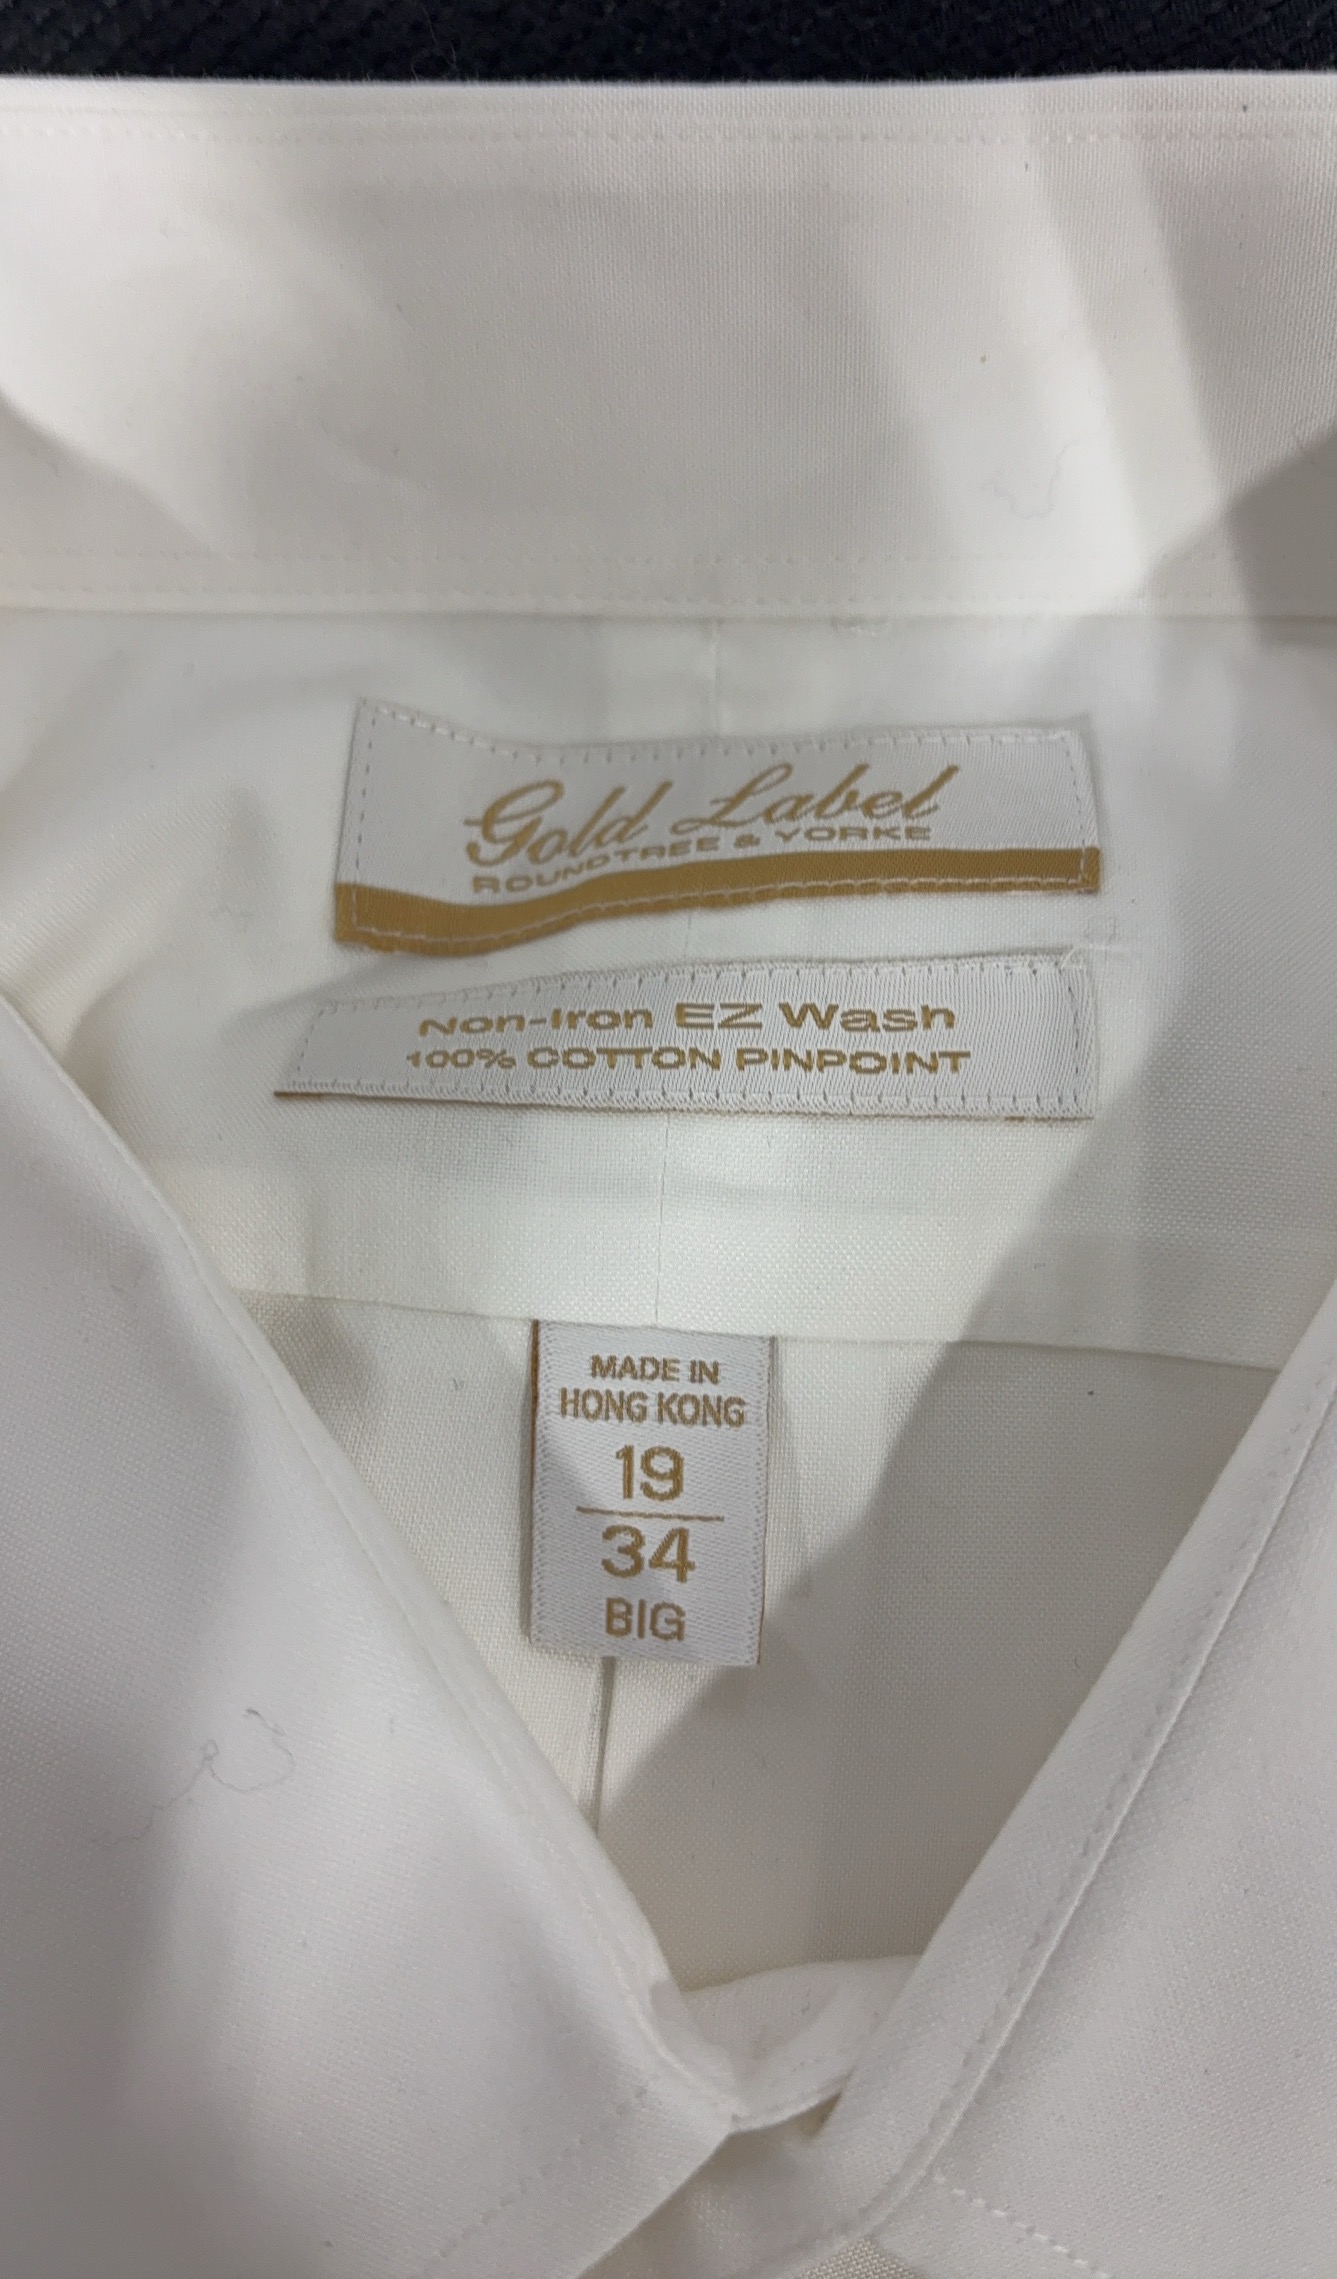 Gold Label
ROUNDTREE & YORKE
Non-Iron EZ Wash
100% COTTON PINPOINT
MADE IN
HONG KONG
19
34
BIG